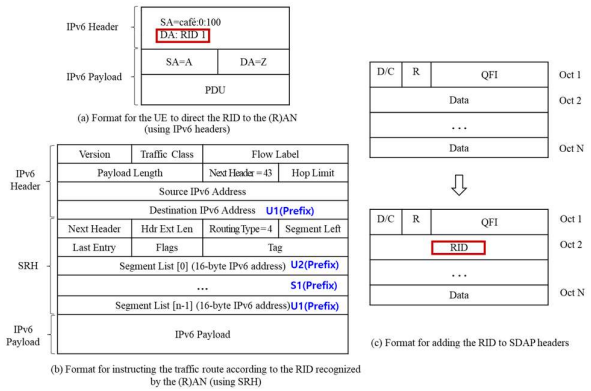 IPv6 Header
SA=café:0:100
DA: RID 1
IPv6 Payload
SA=A
DA=Z
PDU
(a) Format for the UE to direct the RID to the (R)AN
(using IPv6 headers)
IPv6
Header
Version
Traffic Class
Flow Label
Payload Length
Next Header = 43
Hop Limit
Source IPv6 Address
Destination IPv6 Address U1(Prefix)
SRH
Next Header
Hdr Ext Len
Routing Type = 4
Segment Left
Last Entry
Flags
Tag
Segment List [0] (16-byte IPv6 address) U2(Prefix)
... S1(Prefix)
Segment List [n-1] (16-byte IPv6 address) U1(Prefix)
IPv6
Payload
IPv6 Payload
(b) Format for instructing the traffic route according to the RID recognized
by the (R)AN (using SRH)
D/C
R
QFI
Oct 1
Data
Oct 2
...
Data
Oct N
D/C
R
QFI
Oct 1
RID
Oct 2
...
Data
Oct N
(c) Format for adding the RID to SDAP headers